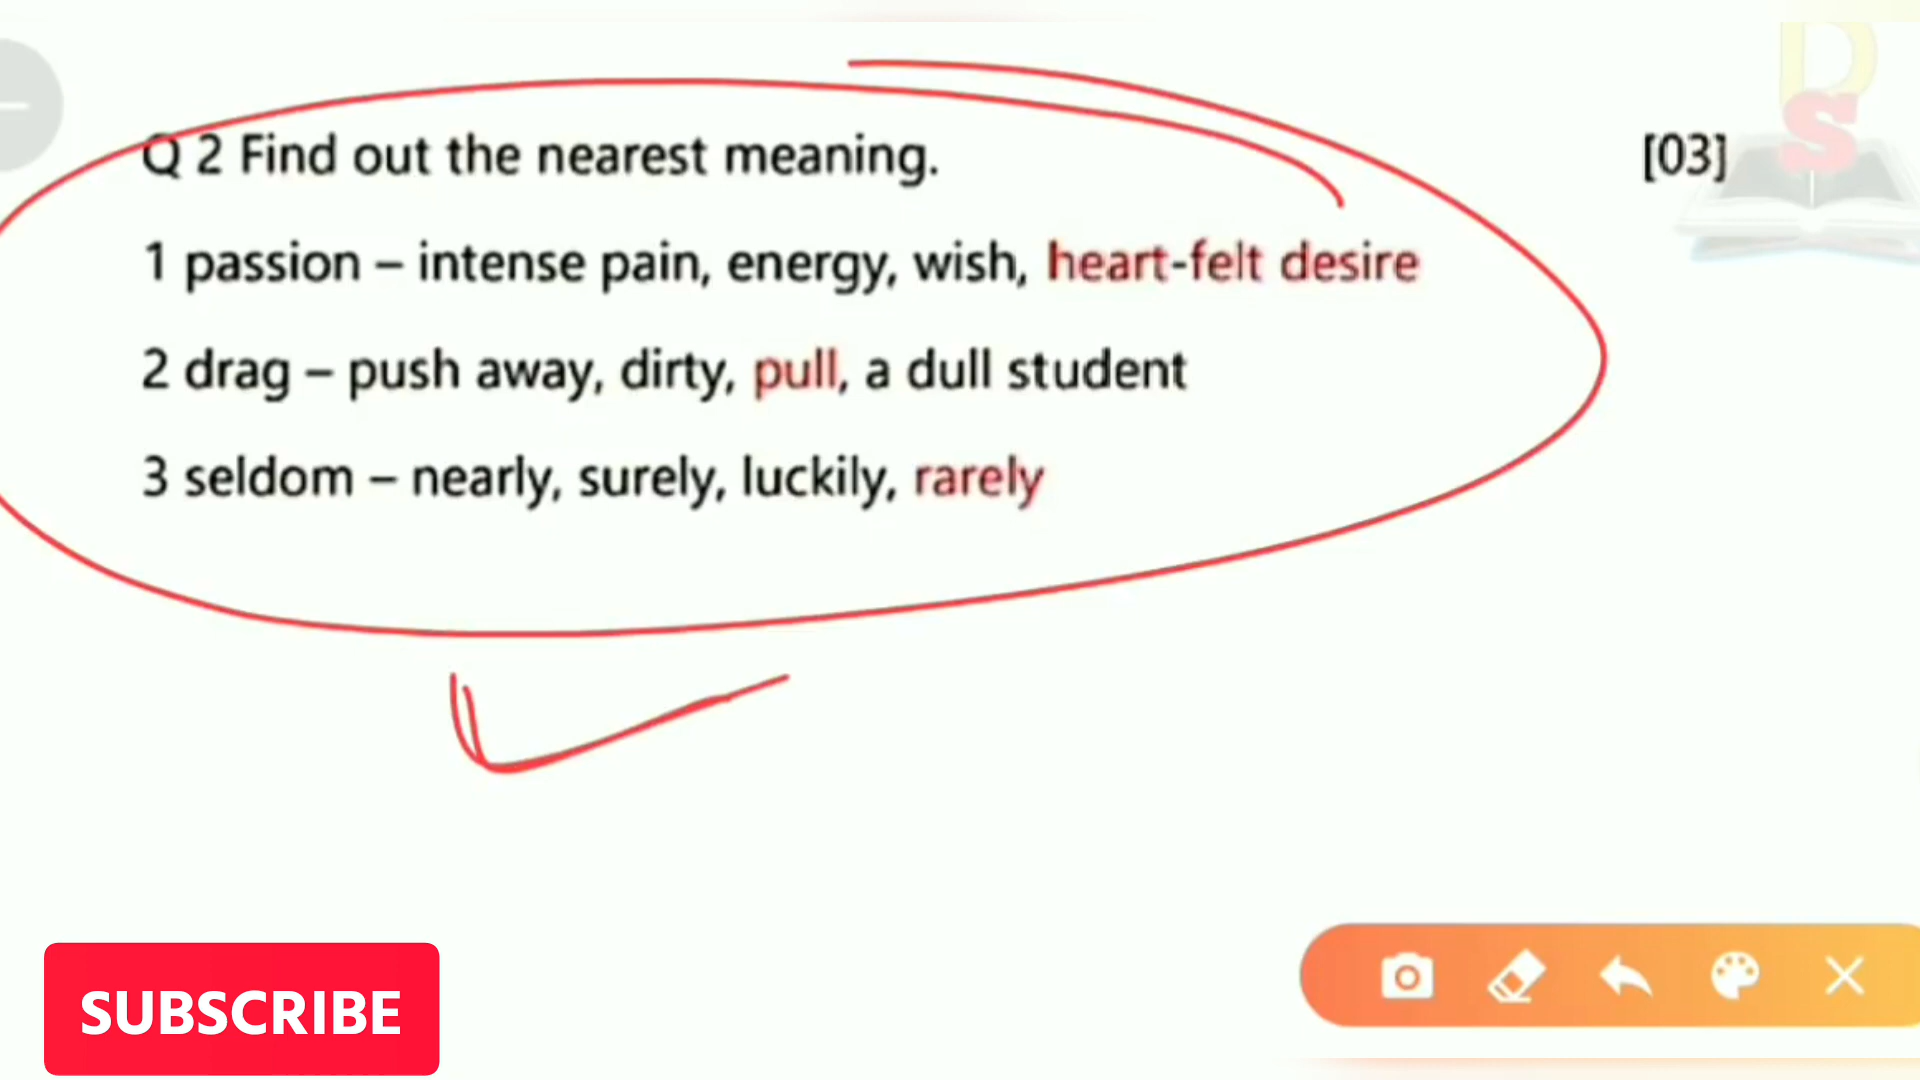 D
S
Q 2 Find out the nearest meaning. [03]
1 passion – intense pain, energy, wish, heart-felt desire
2 drag – push away, dirty, pull, a dull student
3 seldom – nearly, surely, luckily, rarely
SUBSCRIBE